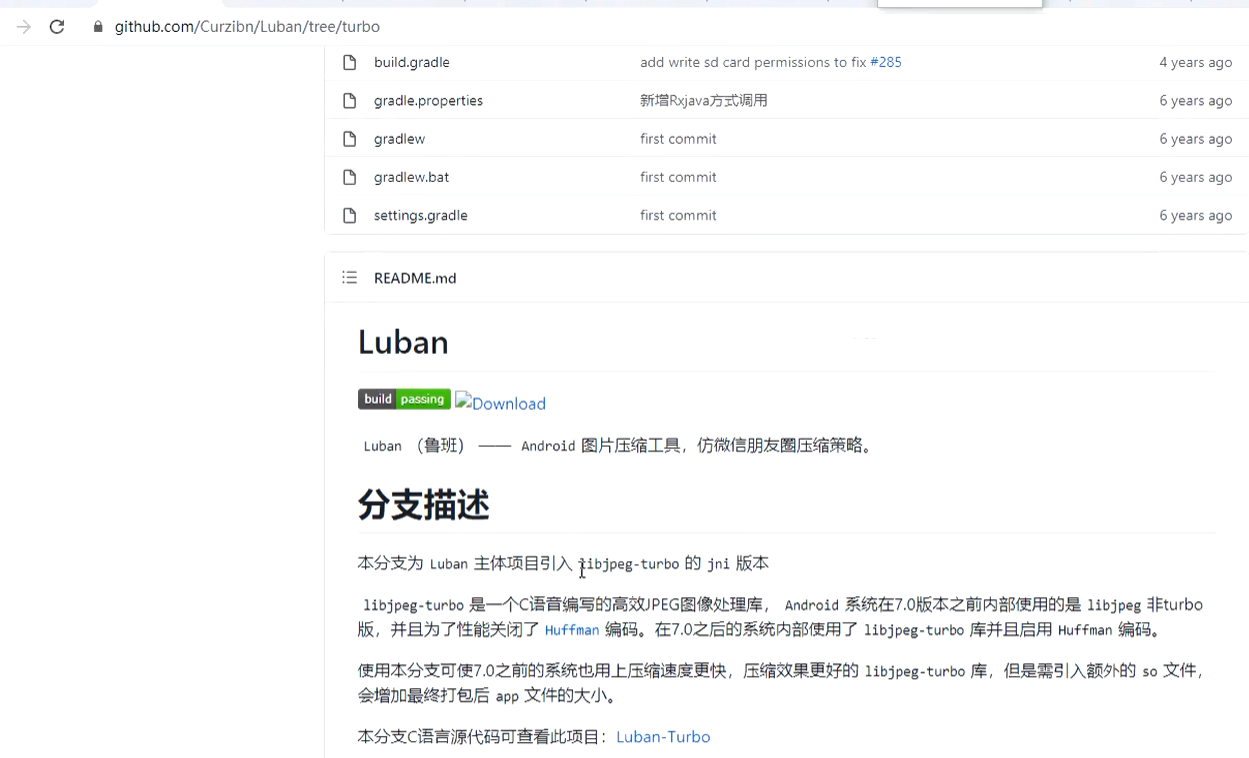 github.com/Curzibn/Luban/tree/turbo
build.gradle add write sd card permissions to fix #285 4 years ago
gradle.properties 新增Rxjava方式调用 6 years ago
gradlew first commit 6 years ago
gradlew.bat first commit 6 years ago
settings.gradle first commit 6 years ago
README.md
Luban
build passing Download
Luban （鲁班） —— Android 图片压缩工具，仿微信朋友圈压缩策略。
分支描述
本分支为 Luban 主体项目引入 libjpeg-turbo 的 jni 版本
libjpeg-turbo 是一个C语音编写的高效JPEG图像处理库， Android 系统在7.0版本之前内部使用的是 libjpeg 非turbo
版，并且为了性能关闭了 Huffman 编码。在7.0之后的系统内部使用了 libjpeg-turbo 库并且启用 Huffman 编码。
使用本分支可使7.0之前的系统也用上压缩速度更快，压缩效果更好的 libjpeg-turbo 库，但是需引入额外的 so 文件，
会增加最终打包后 app 文件的大小。
本分支C语言源代码可查看此项目：Luban-Turbo